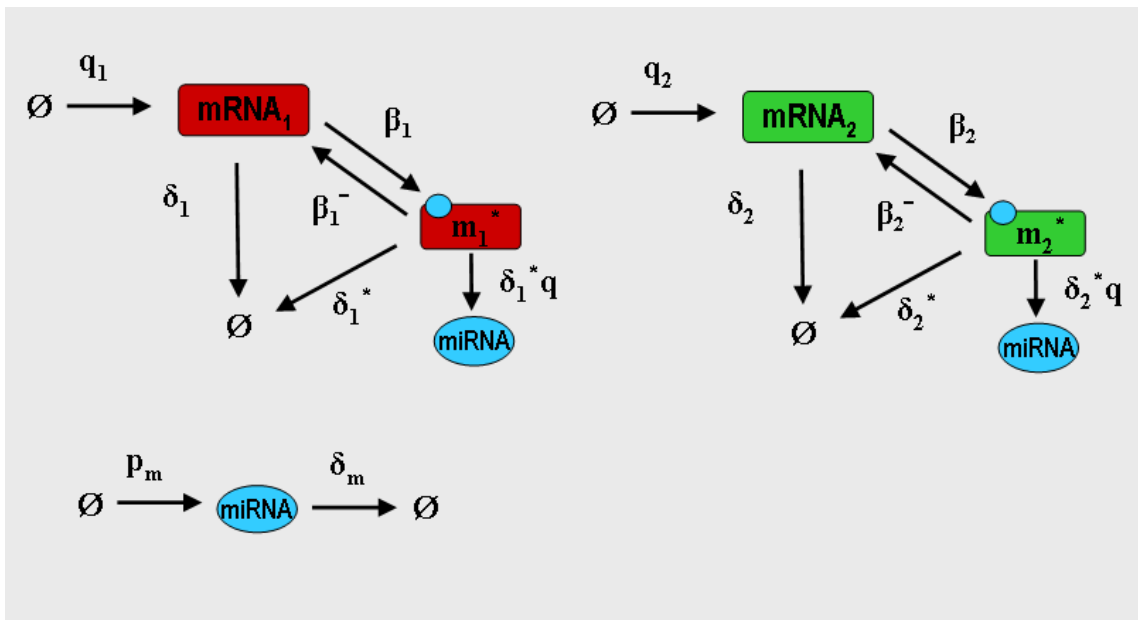 q₁
Ø
mRNA₁
β₁
δ₁
β₁⁻
m₁*
δ₁*
δ₁*q
Ø
miRNA
q₂
Ø
mRNA₂
β₂
δ₂
β₂⁻
m₂*
δ₂*
δ₂*q
Ø
miRNA
pₘ
δₘ
Ø
miRNA
Ø